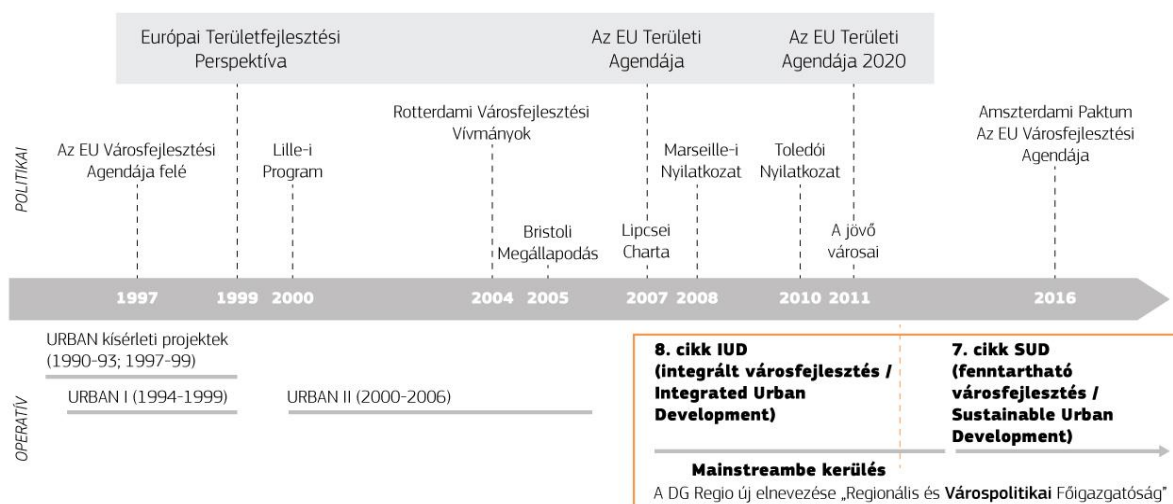 Európai Területfejlesztési
Perspektíva
Az EU Területi
Agendája
Az EU Területi
Agendája 2020
POLITIKAI
Az EU Városfejlesztési
Agendája felé
Lille-i
Program
Rotterdami Városfejlesztési
Vívmányok
Bristoli
Megállapodás
Lipcsei
Charta
Marseille-i
Nyilatkozat
Toledói
Nyilatkozat
A jövő
városai
Amszterdami Paktum
Az EU Városfejlesztési
Agendája
1997
1999
2000
2004
2005
2007
2008
2010
2011
2016
OPERATÍV
URBAN kísérleti projektek
(1990-93; 1997-99)
URBAN I (1994-1999)
URBAN II (2000-2006)
8. cikk IUD
(integrált városfejlesztés /
Integrated Urban
Development)
7. cikk SUD
(fenntartható
városfejlesztés /
Sustainable Urban
Development)
Mainstreambe kerülés
A DG Regio új elnevezése „Regionális és Várospolitikai Főigazgatóság"